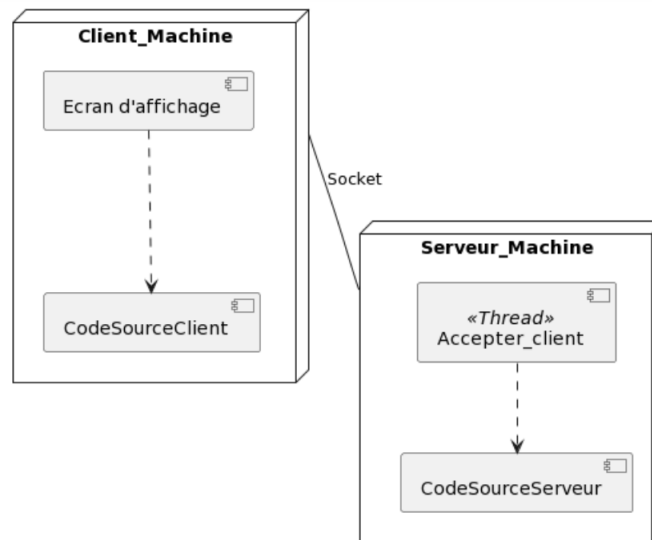 Client_Machine
Ecran d'affichage
CodeSourceClient
Socket
Serveur_Machine
«Thread»
Accepter_client
CodeSourceServeur